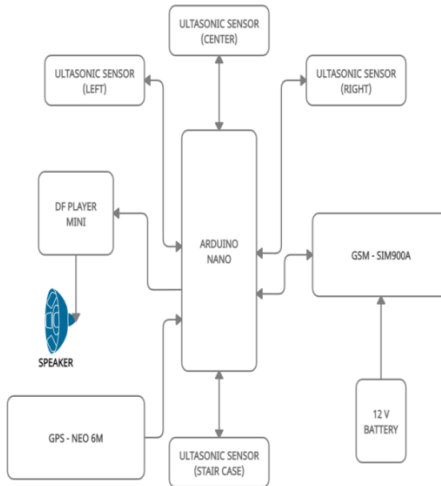 ULTASONIC SENSOR
(CENTER)
ULTASONIC SENSOR
(LEFT)
ULTASONIC SENSOR
(RIGHT)
DF PLAYER
MINI
ARDUINO
NANO
GSM - SIM900A
SPEAKER
12 V
BATTERY
GPS - NEO 6M
ULTASONIC SENSOR
(STAIR CASE)